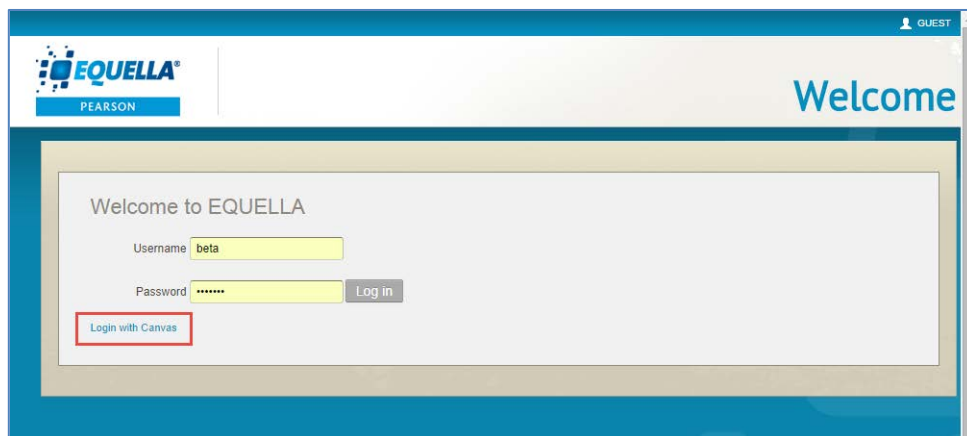 GUEST
EQUELLA®
PEARSON
Welcome
Welcome to EQUELLA
Username beta
Password •••••••
Log in
Login with Canvas